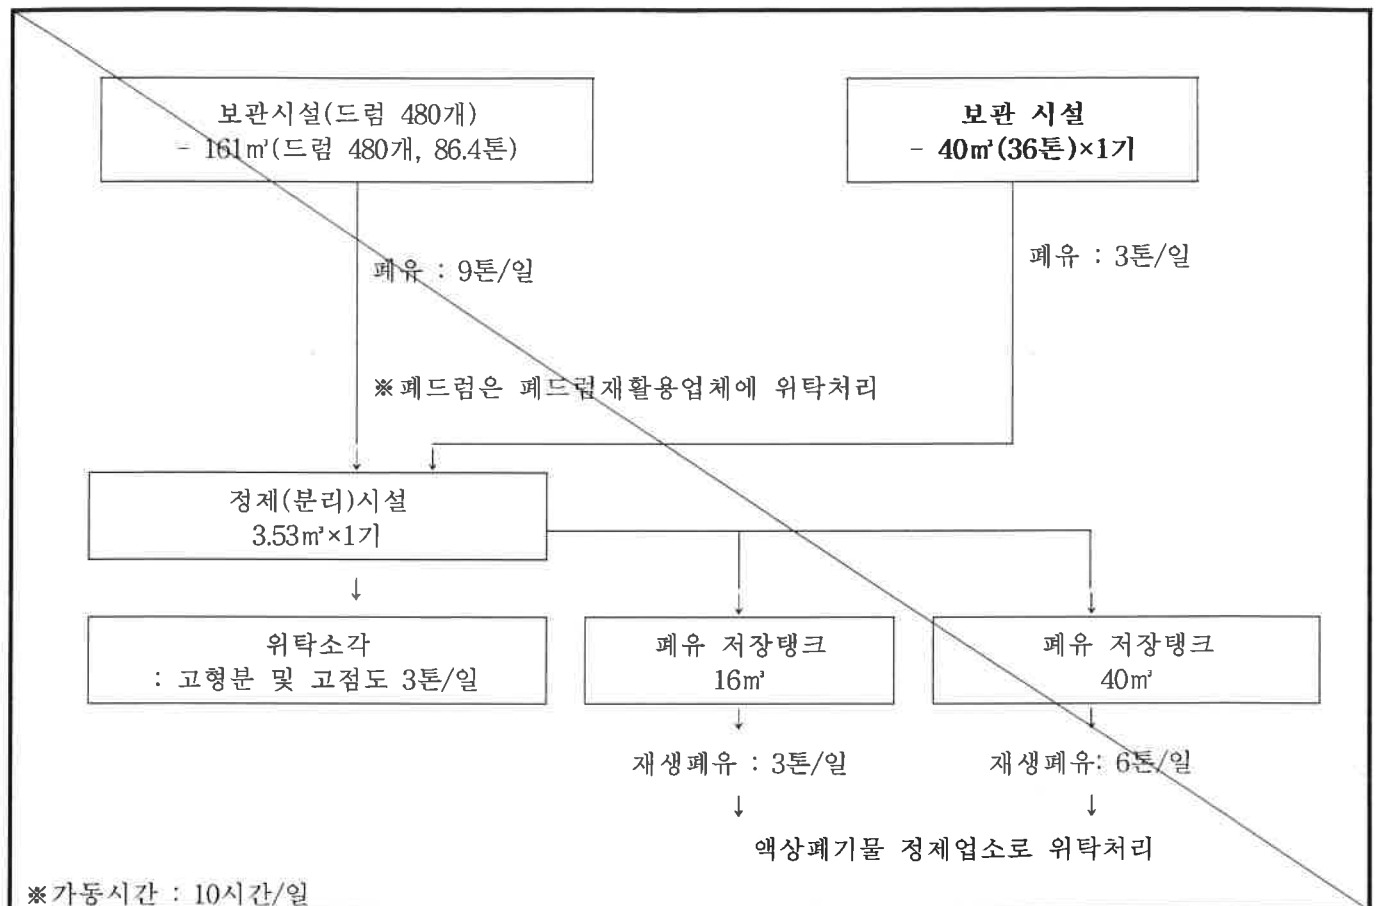 보관시설(드럼 480개)
- 161㎥(드럼 480개, 86.4톤)
보관 시설
- 40㎥(36톤)×1기
폐유 : 9톤/일
폐유 : 3톤/일
※폐드럼은 폐드럼재활용업체에 위탁처리
정제(분리)시설
3.53㎥×1기
위탁소각
: 고형분 및 고점도 3톤/일
폐유 저장탱크
16㎥
폐유 저장탱크
40㎥
재생폐유 : 3톤/일
재생폐유: 6톤/일
액상폐기물 정제업소로 위탁처리
※가동시간 : 10시간/일